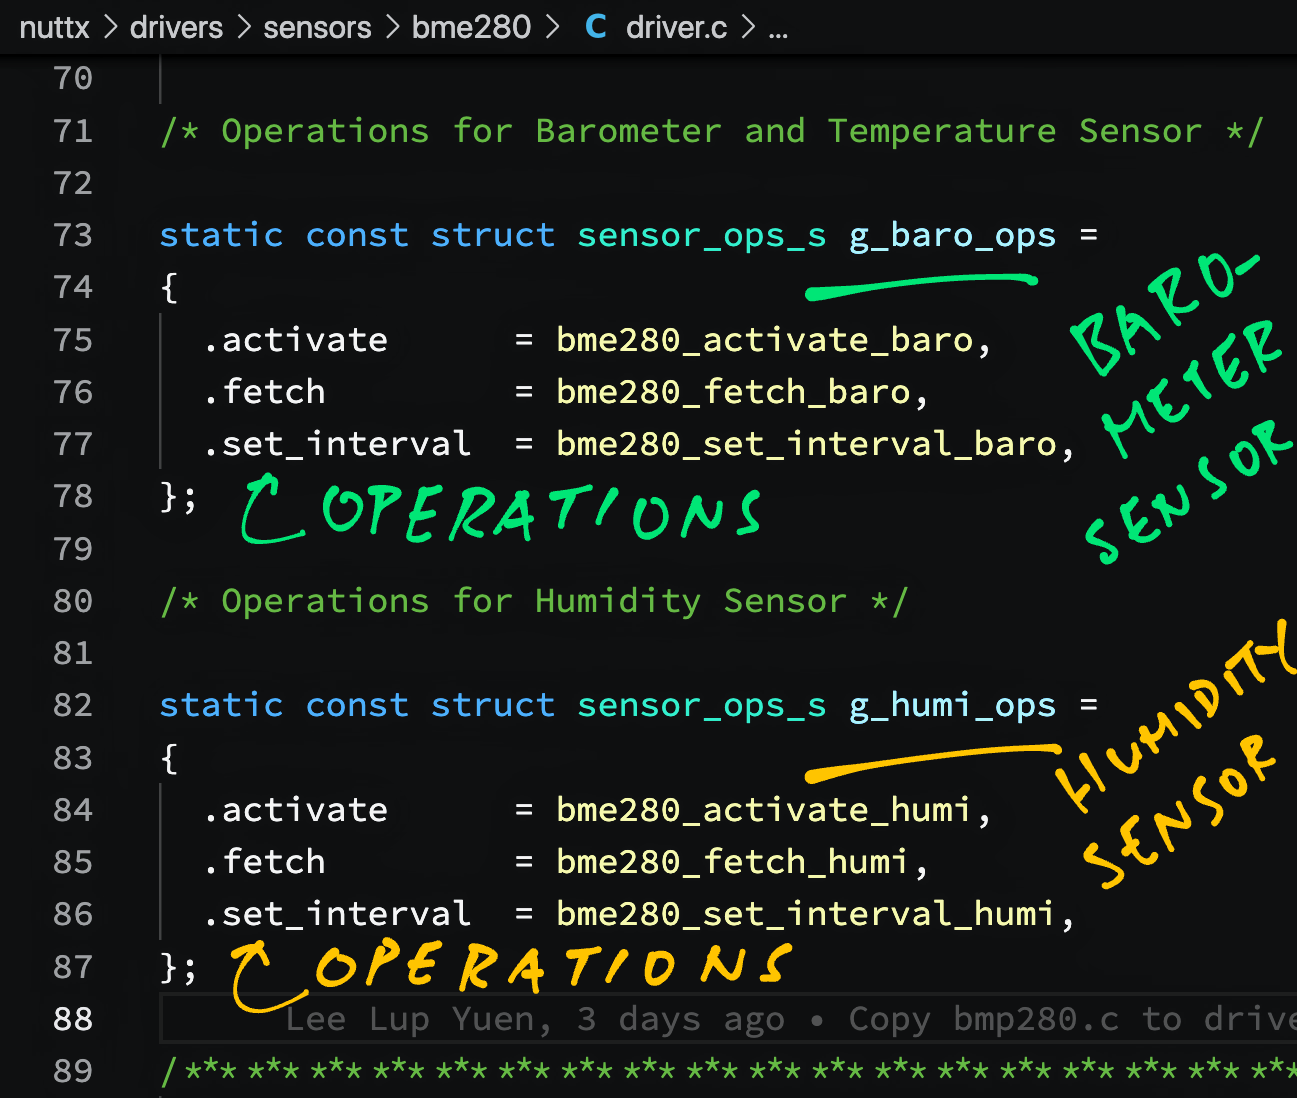 nuttx > drivers > sensors > bme280 > C driver.c > ...
70
71 /* Operations for Barometer and Temperature Sensor */
72
73 static const struct sensor_ops_s g_baro_ops =
74 {
75 .activate = bme280_activate_baro,
76 .fetch = bme280_fetch_baro,
77 .set_interval = bme280_set_interval_baro,
BARO-
METER
SENSOR
78 };
OPERATIONS
79
80 /* Operations for Humidity Sensor */
81
82 static const struct sensor_ops_s g_humi_ops =
83 {
84 .activate = bme280_activate_humi,
85 .fetch = bme280_fetch_humi,
86 .set_interval = bme280_set_interval_humi,
HUMIDITY
SENSOR
87 };
OPERATIONS
88 Lee Lup Yuen, 3 days ago • Copy bmp280.c to drive
89 /******************************************************